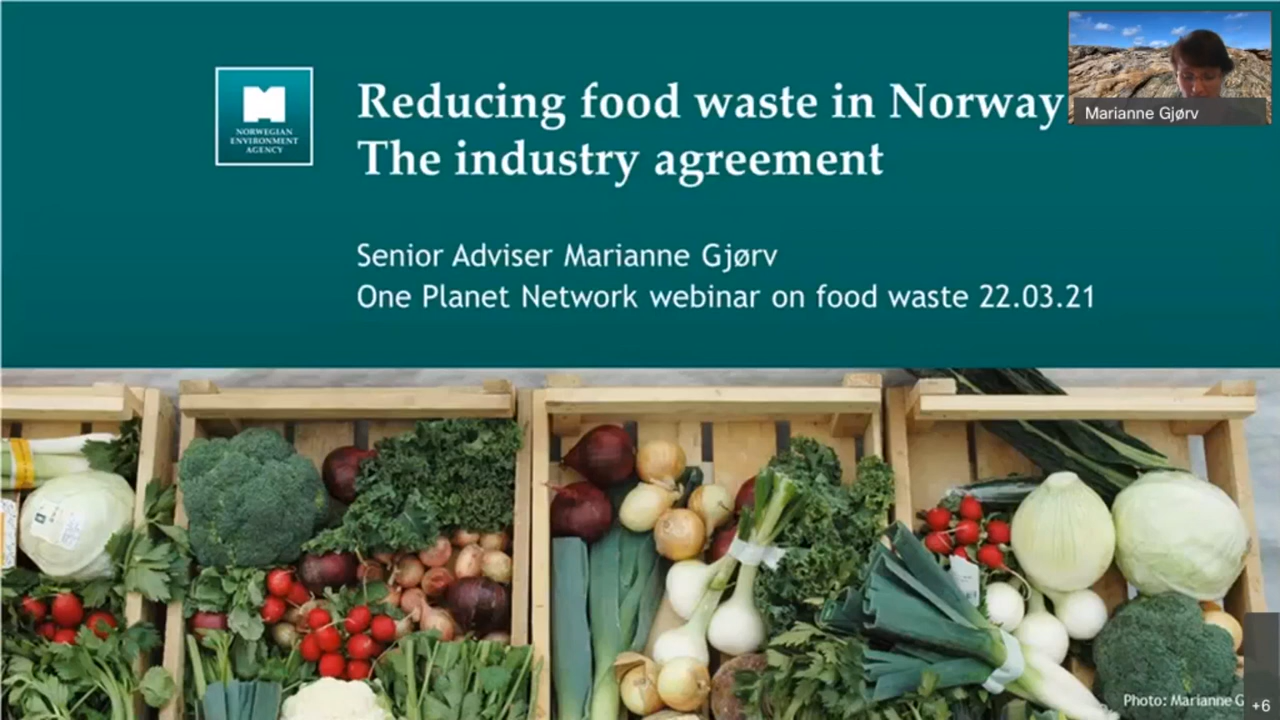 Reducing food waste in Norway
The industry agreement
NORWEGIAN
ENVIRONMENT
AGENCY
Marianne Gjørv
Senior Adviser Marianne Gjørv
One Planet Network webinar on food waste 22.03.21
Photo: Marianne G
+6